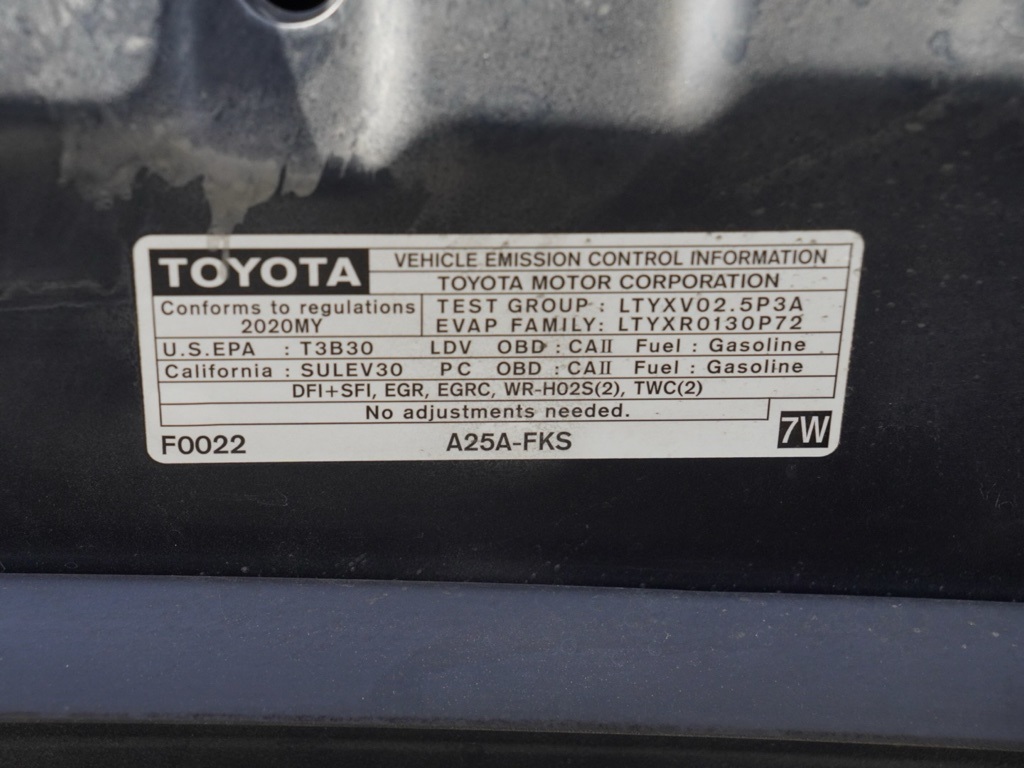 TOYOTA VEHICLE EMISSION CONTROL INFORMATION
TOYOTA MOTOR CORPORATION
Conforms to regulations TEST GROUP : LTYXV02.5P3A
2020MY EVAP FAMILY: LTYXR0130P72
U.S.EPA : T3B30 LDV OBD : CAII Fuel : Gasoline
California : SULEV30 PC OBD : CAII Fuel : Gasoline
DFI+SFI, EGR, EGRC, WR-HO2S(2), TWC(2)
No adjustments needed.
F0022 A25A-FKS 7W